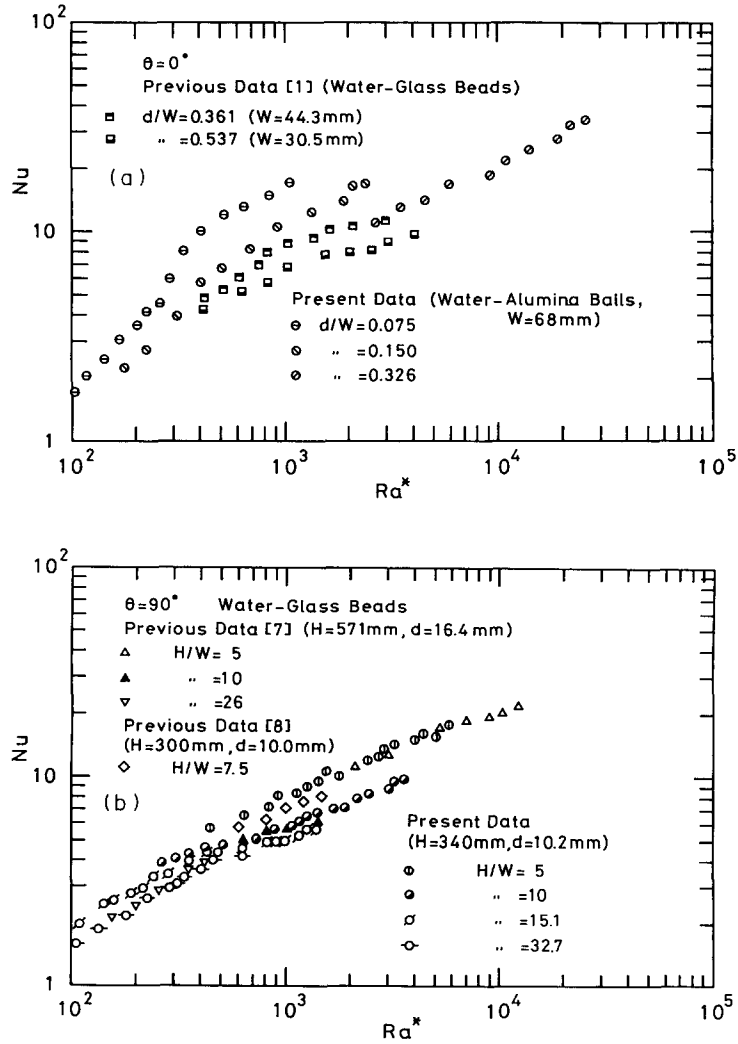 10²
θ=0°
Previous Data [1] (Water-Glass Beads)
d/W=0.361 (W=44.3mm)
〃 =0.537 (W=30.5mm)
(a)
Nu
10
Present Data (Water-Alumina Balls,
W=68mm)
d/W=0.075
〃 =0.150
〃 =0.326
1
10² 10³ 10⁴ 10⁵
Ra*
10²
θ=90° Water-Glass Beads
Previous Data [7] (H=571mm, d=16.4mm)
H/W= 5
〃 =10
〃 =26
Previous Data [8]
(H=300mm, d=10.0mm)
H/W=7.5
Nu
10
(b)
Present Data
(H=340mm, d=10.2mm)
H/W= 5
〃 =10
〃 =15.1
〃 =32.7
1
10² 10³ 10⁴ 10⁵
Ra*